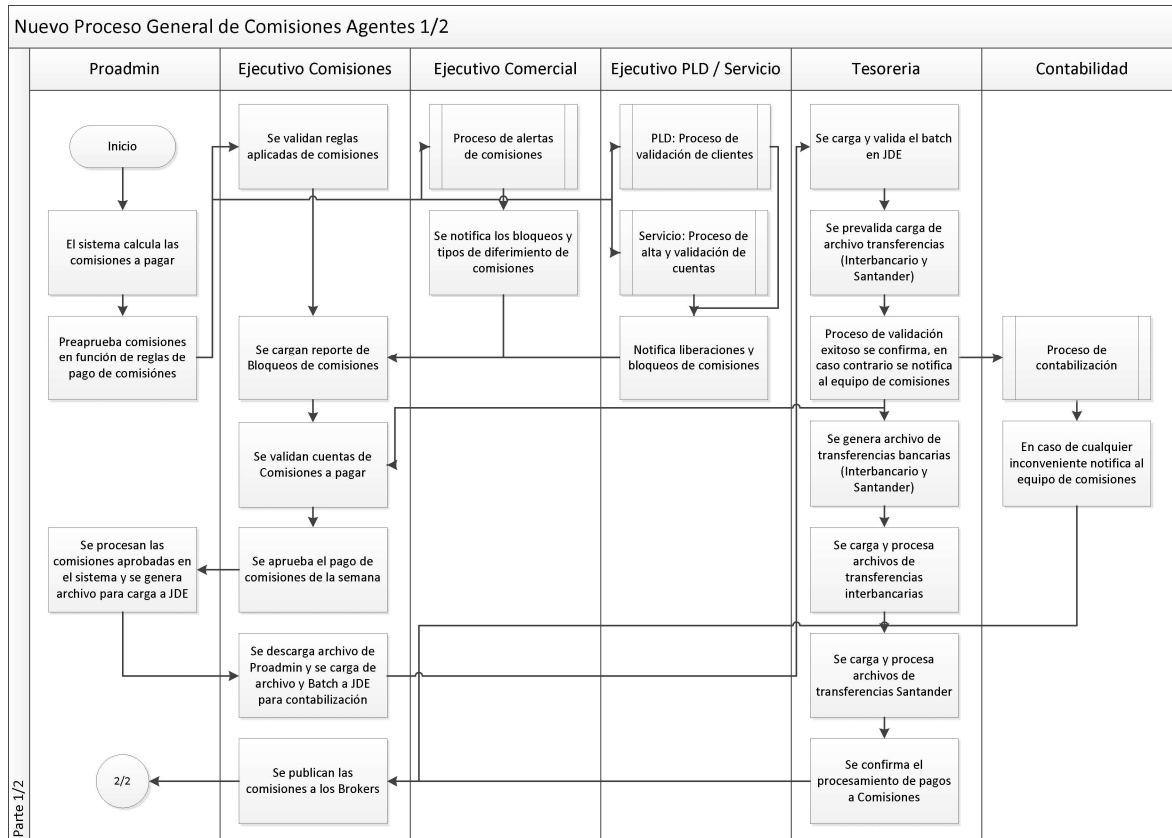 Nuevo Proceso General de Comisiones Agentes 1/2
Proadmin
Ejecutivo Comisiones
Ejecutivo Comercial
Ejecutivo PLD / Servicio
Tesoreria
Contabilidad
Inicio
El sistema calcula las
comisiones a pagar
Preaprueba comisiones
en función de reglas de
pago de comisiónes
Se procesan las
comisiones aprobadas en
el sistema y se genera
archivo para carga a JDE
2/2
Se validan reglas
aplicadas de comisiones
Se cargan reporte de
Bloqueos de comisiones
Se validan cuentas de
Comisiones a pagar
Se aprueba el pago de
comisiones de la semana
Se descarga archivo de
Proadmin y se carga de
archivo y Batch a JDE
para contabilización
Se publican las
comisiones a los Brokers
Proceso de alertas
de comisiones
Se notifica los bloqueos y
tipos de diferimiento de
comisiones
PLD: Proceso de
validación de clientes
Servicio: Proceso de
alta y validación de
cuentas
Notifica liberaciones y
bloqueos de comisiones
Se carga y valida el batch
en JDE
Se prevalida carga de
archivo transferencias
(Interbancario y
Santander)
Proceso de validación
exitoso se confirma, en
caso contrario se notifica
al equipo de comisiones
Se genera archivo de
transferencias bancarias
(Interbancario y
Santander)
Se carga y procesa
archivos de
transferencias
interbancarias
Se carga y procesa
archivos de
transferencias Santander
Se confirma el
procesamiento de pagos
a Comisiones
Proceso de
contabilización
En caso de cualquier
inconveniente notifica al
equipo de comisiones
Parte 1/2